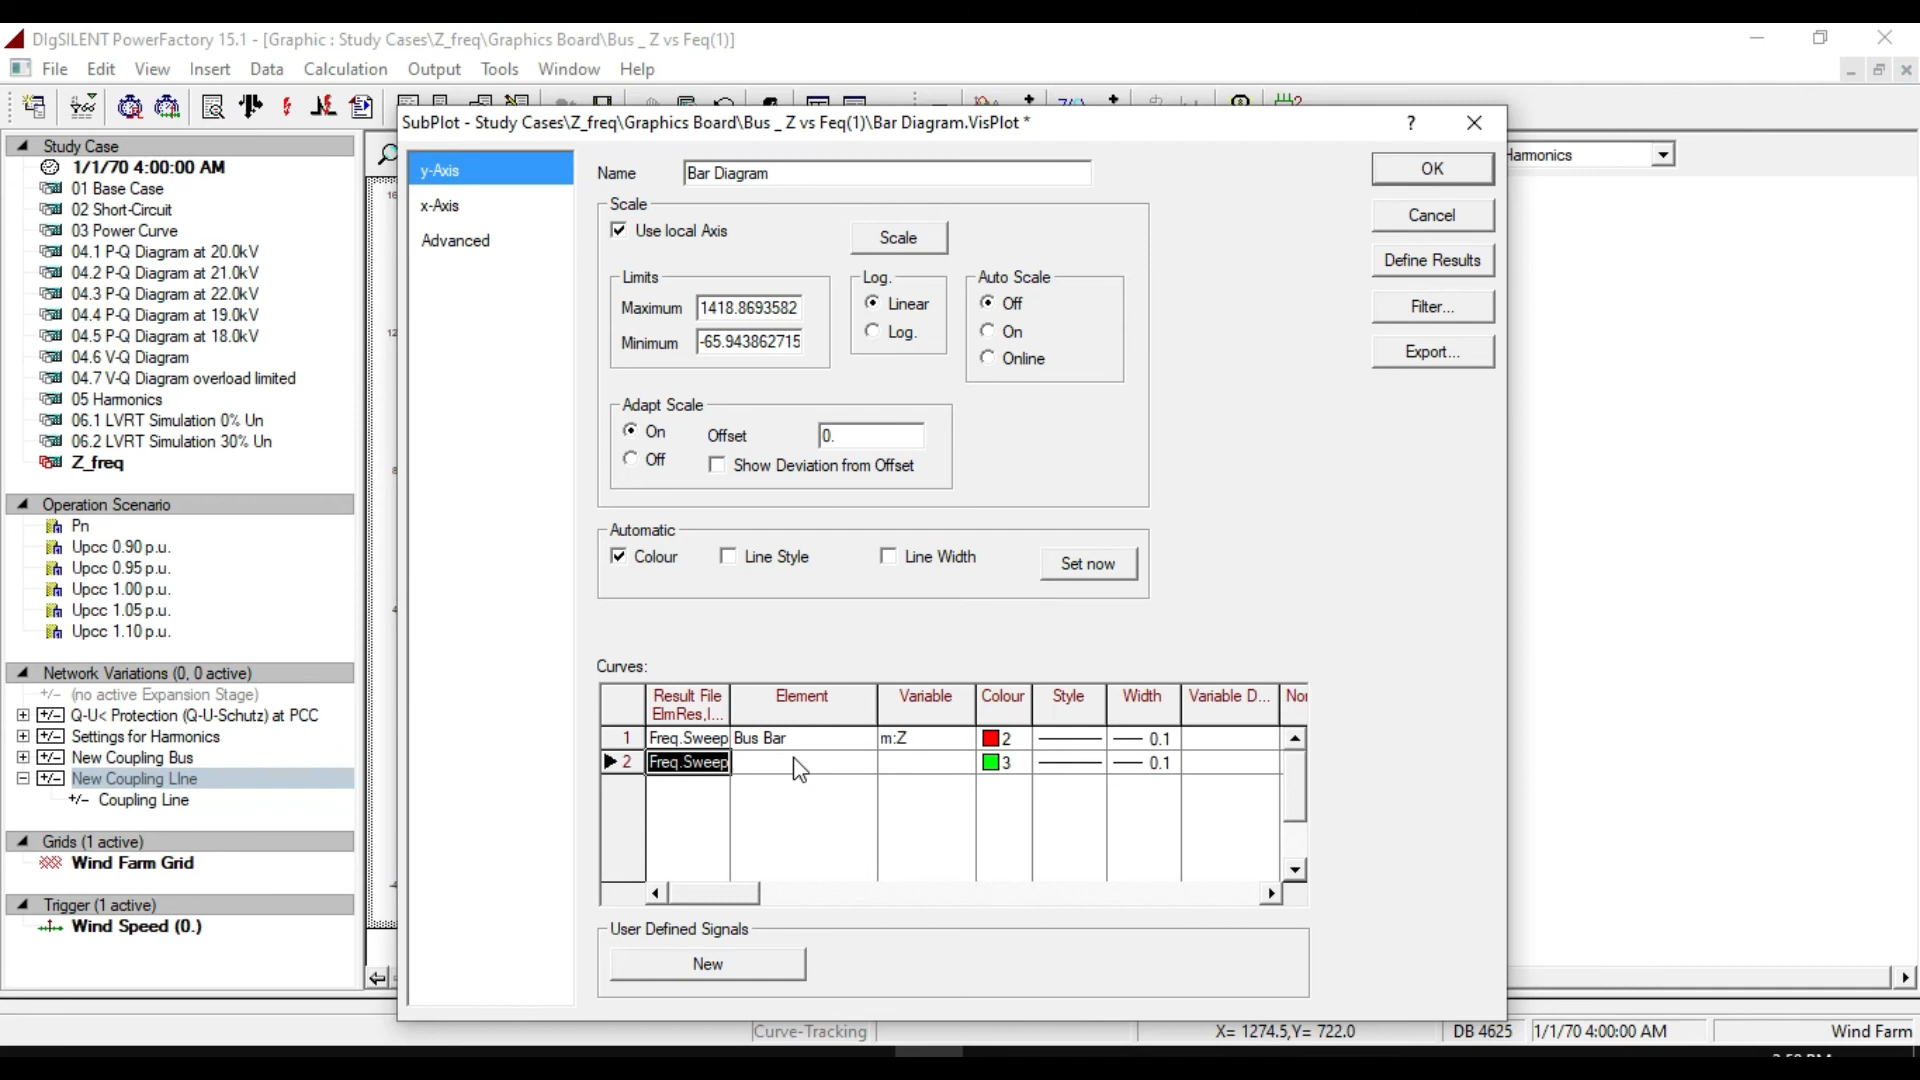 DIgSILENT PowerFactory 15.1 - [Graphic : Study Cases\Z_freq\Graphics Board\Bus _ Z vs Feq(1)]
File Edit View Insert Data Calculation Output Tools Window Help
SubPlot - Study Cases\Z_freq\Graphics Board\Bus _ Z vs Feq(1)\Bar Diagram.VisPlot *
?
Study Case
1/1/70 4:00:00 AM
01 Base Case
02 Short-Circuit
03 Power Curve
04.1 P-Q Diagram at 20.0kV
04.2 P-Q Diagram at 21.0kV
04.3 P-Q Diagram at 22.0kV
04.4 P-Q Diagram at 19.0kV
04.5 P-Q Diagram at 18.0kV
04.6 V-Q Diagram
04.7 V-Q Diagram overload limited
05 Harmonics
06.1 LVRT Simulation 0% Un
06.2 LVRT Simulation 30% Un
Z_freq
Operation Scenario
Pn
Upcc 0.90 p.u.
Upcc 0.95 p.u.
Upcc 1.00 p.u.
Upcc 1.05 p.u.
Upcc 1.10 p.u.
Network Variations (0, 0 active)
(no active Expansion Stage)
Q-U< Protection (Q-U-Schutz) at PCC
Settings for Harmonics
New Coupling Bus
New Coupling LIne
Coupling Line
Grids (1 active)
Wind Farm Grid
Trigger (1 active)
Wind Speed (0.)
y-Axis
x-Axis
Advanced
Name Bar Diagram
Scale
Use local Axis Scale
Limits
Maximum 1418.8693582
Minimum -65.943862715
Log.
Linear
Log.
Auto Scale
Off
On
Online
Adapt Scale
On Offset 0.
Off Show Deviation from Offset
Automatic
Colour Line Style Line Width Set now
Curves:
Result File Element Variable Colour Style Width Variable D...
ElmRes,I...
1 Freq.Sweep Bus Bar m:Z 2 0.1
2 Freq.Sweep 3 0.1
User Defined Signals
New
OK
Cancel
Define Results
Filter...
Export...
Curve-Tracking X= 1274.5,Y= 722.0 DB 4625 1/1/70 4:00:00 AM Wind Farm